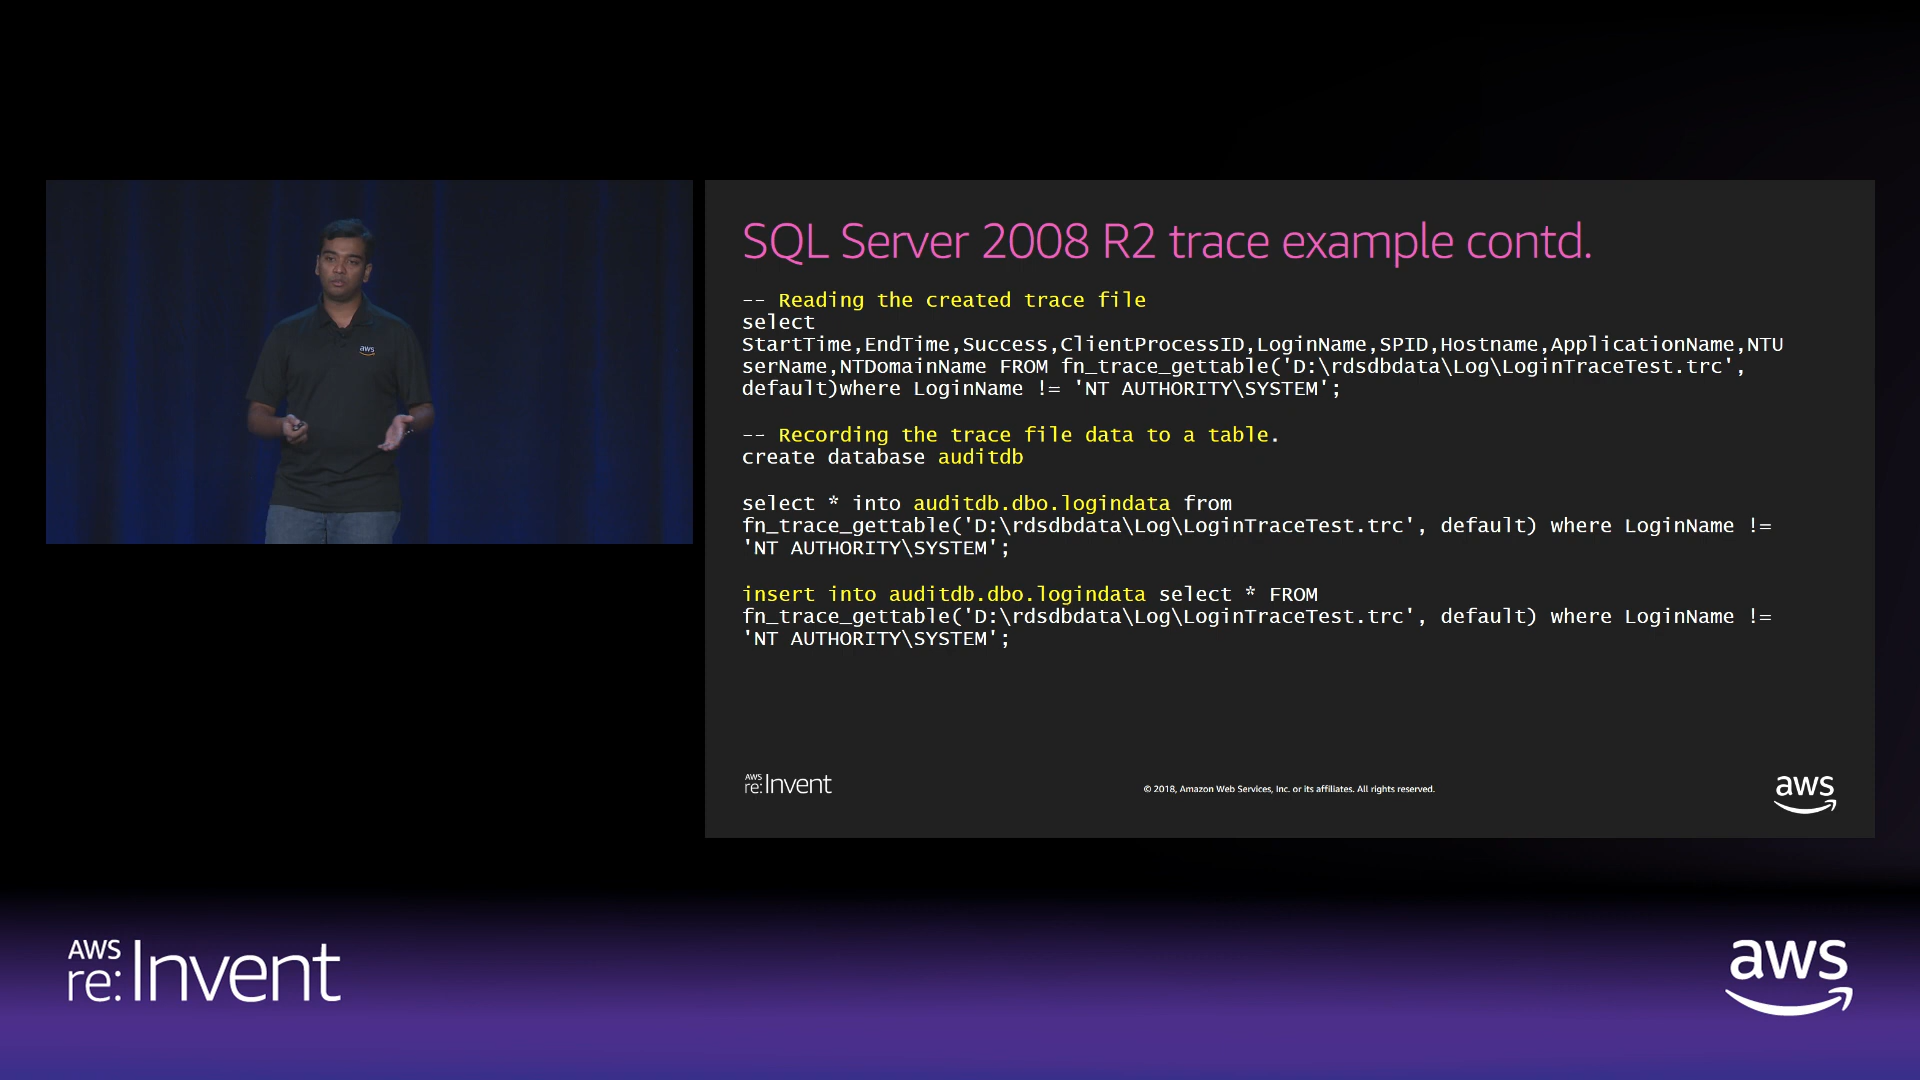 aws
SQL Server 2008 R2 trace example contd.
-- Reading the created trace file
select
StartTime,EndTime,Success,ClientProcessID,LoginName,SPID,Hostname,ApplicationName,NTU
serName,NTDomainName FROM fn_trace_gettable('D:\rdsdbdata\Log\LoginTraceTest.trc',
default)where LoginName != 'NT AUTHORITY\SYSTEM';
-- Recording the trace file data to a table.
create database auditdb
select * into auditdb.dbo.logindata from
fn_trace_gettable('D:\rdsdbdata\Log\LoginTraceTest.trc', default) where LoginName !=
'NT AUTHORITY\SYSTEM';
insert into auditdb.dbo.logindata select * FROM
fn_trace_gettable('D:\rdsdbdata\Log\LoginTraceTest.trc', default) where LoginName !=
'NT AUTHORITY\SYSTEM';
AWS
re:Invent
© 2018, Amazon Web Services, Inc. or its affiliates. All rights reserved.
aws
AWS
re:Invent
aws